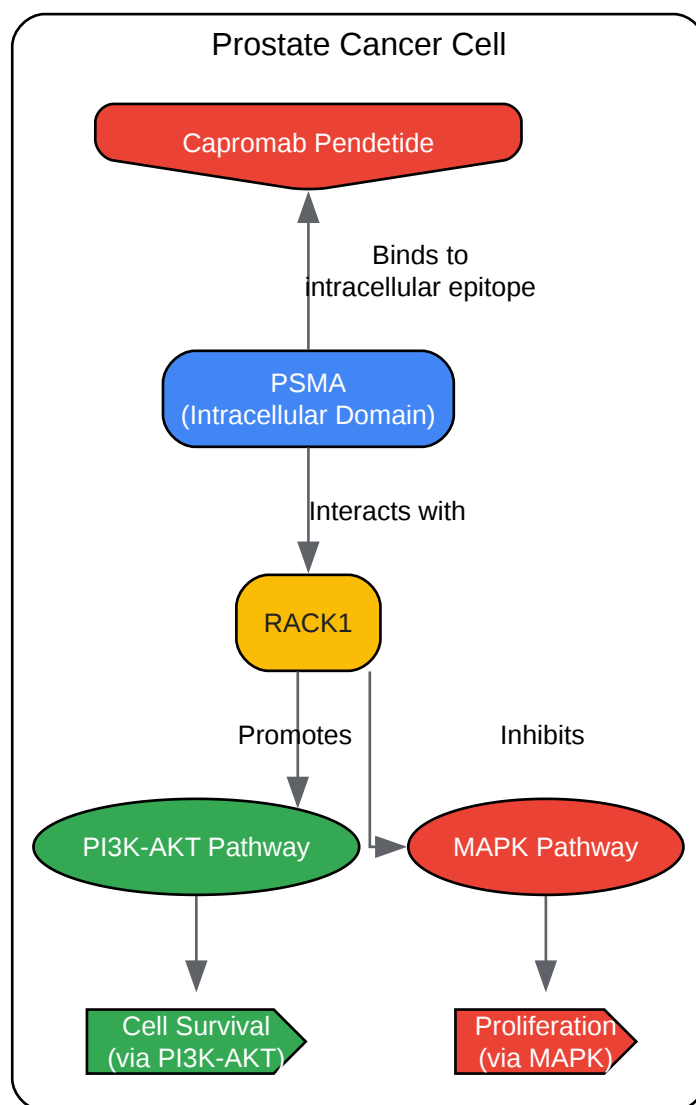 Prostate Cancer Cell
Capromab Pendetide
Binds to
intracellular epitope
PSMA
(Intracellular Domain)
Interacts with
RACK1
Promotes
Inhibits
PI3K-AKT Pathway
MAPK Pathway
Cell Survival
(via PI3K-AKT)
Proliferation
(via MAPK)